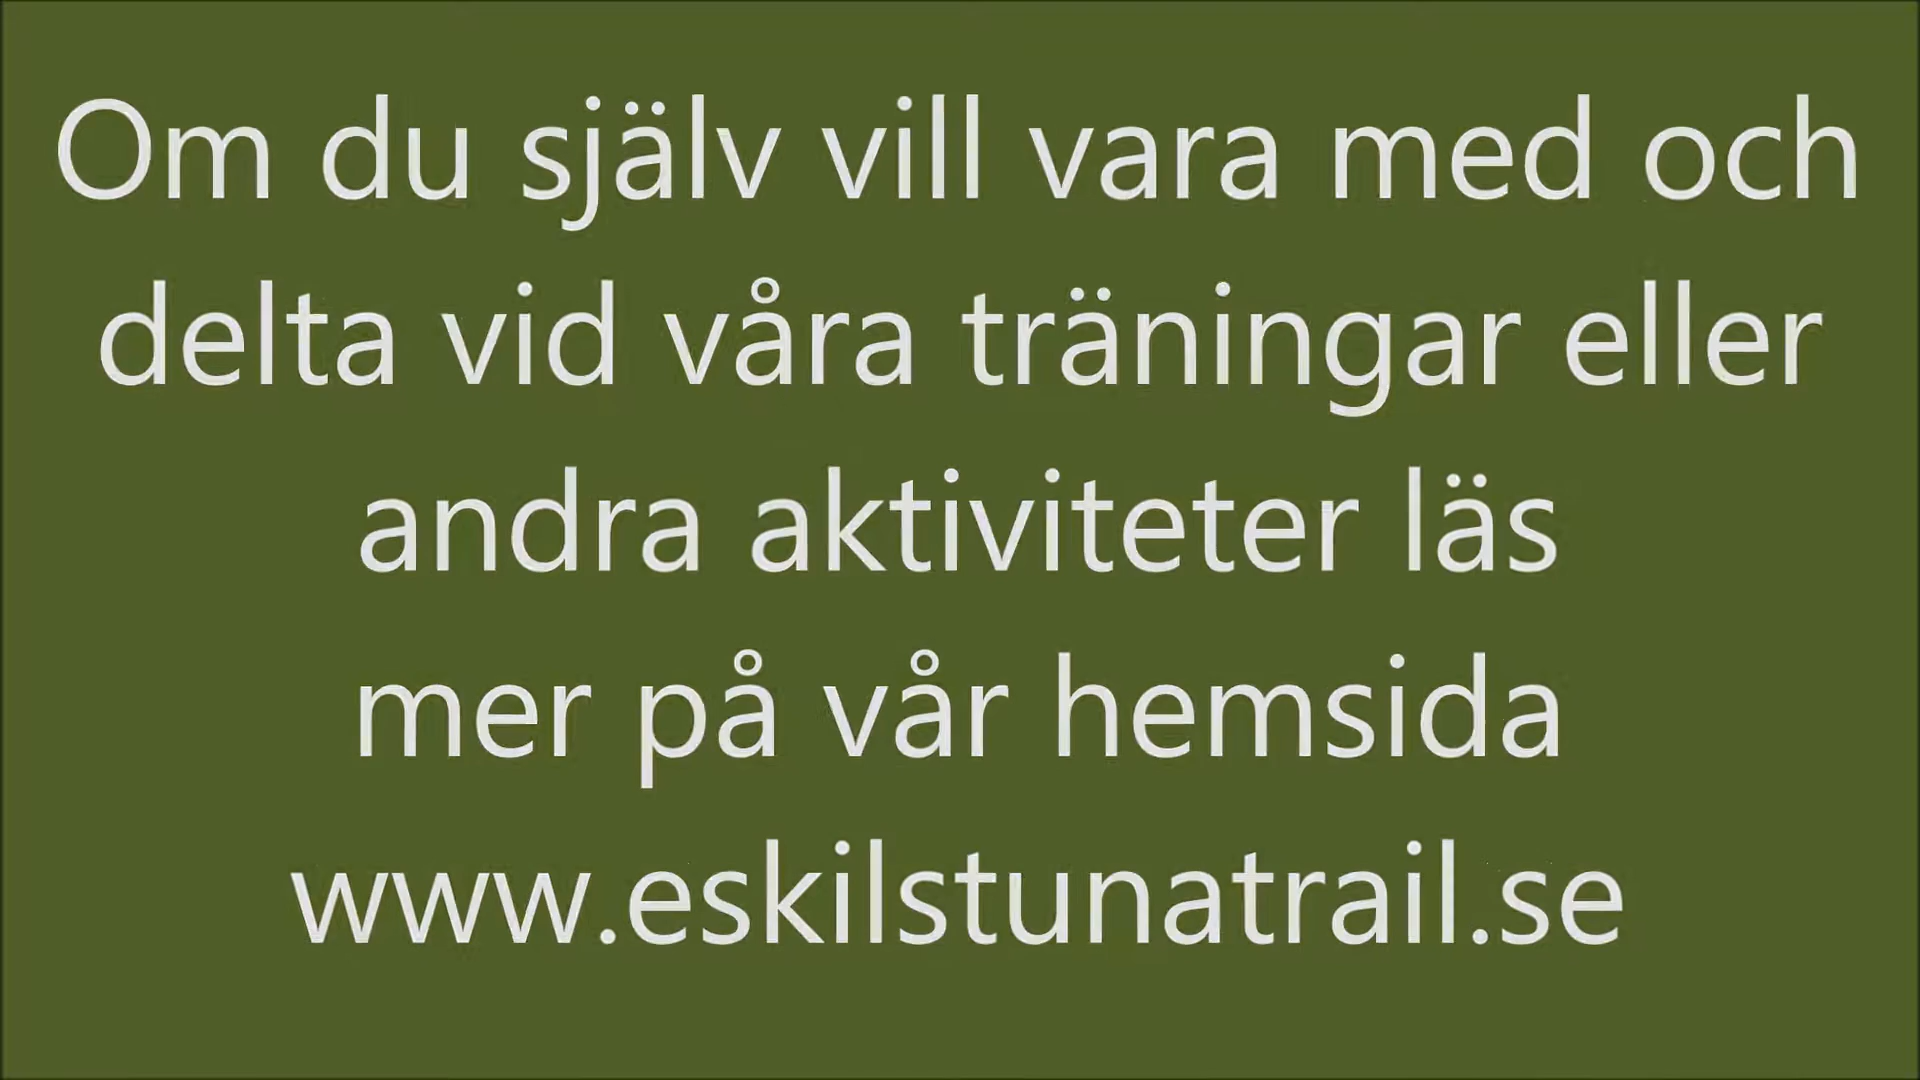 Om du själv vill vara med och
delta vid våra träningar eller
andra aktiviteter läs
mer på vår hemsida
www.eskilstunatrail.se